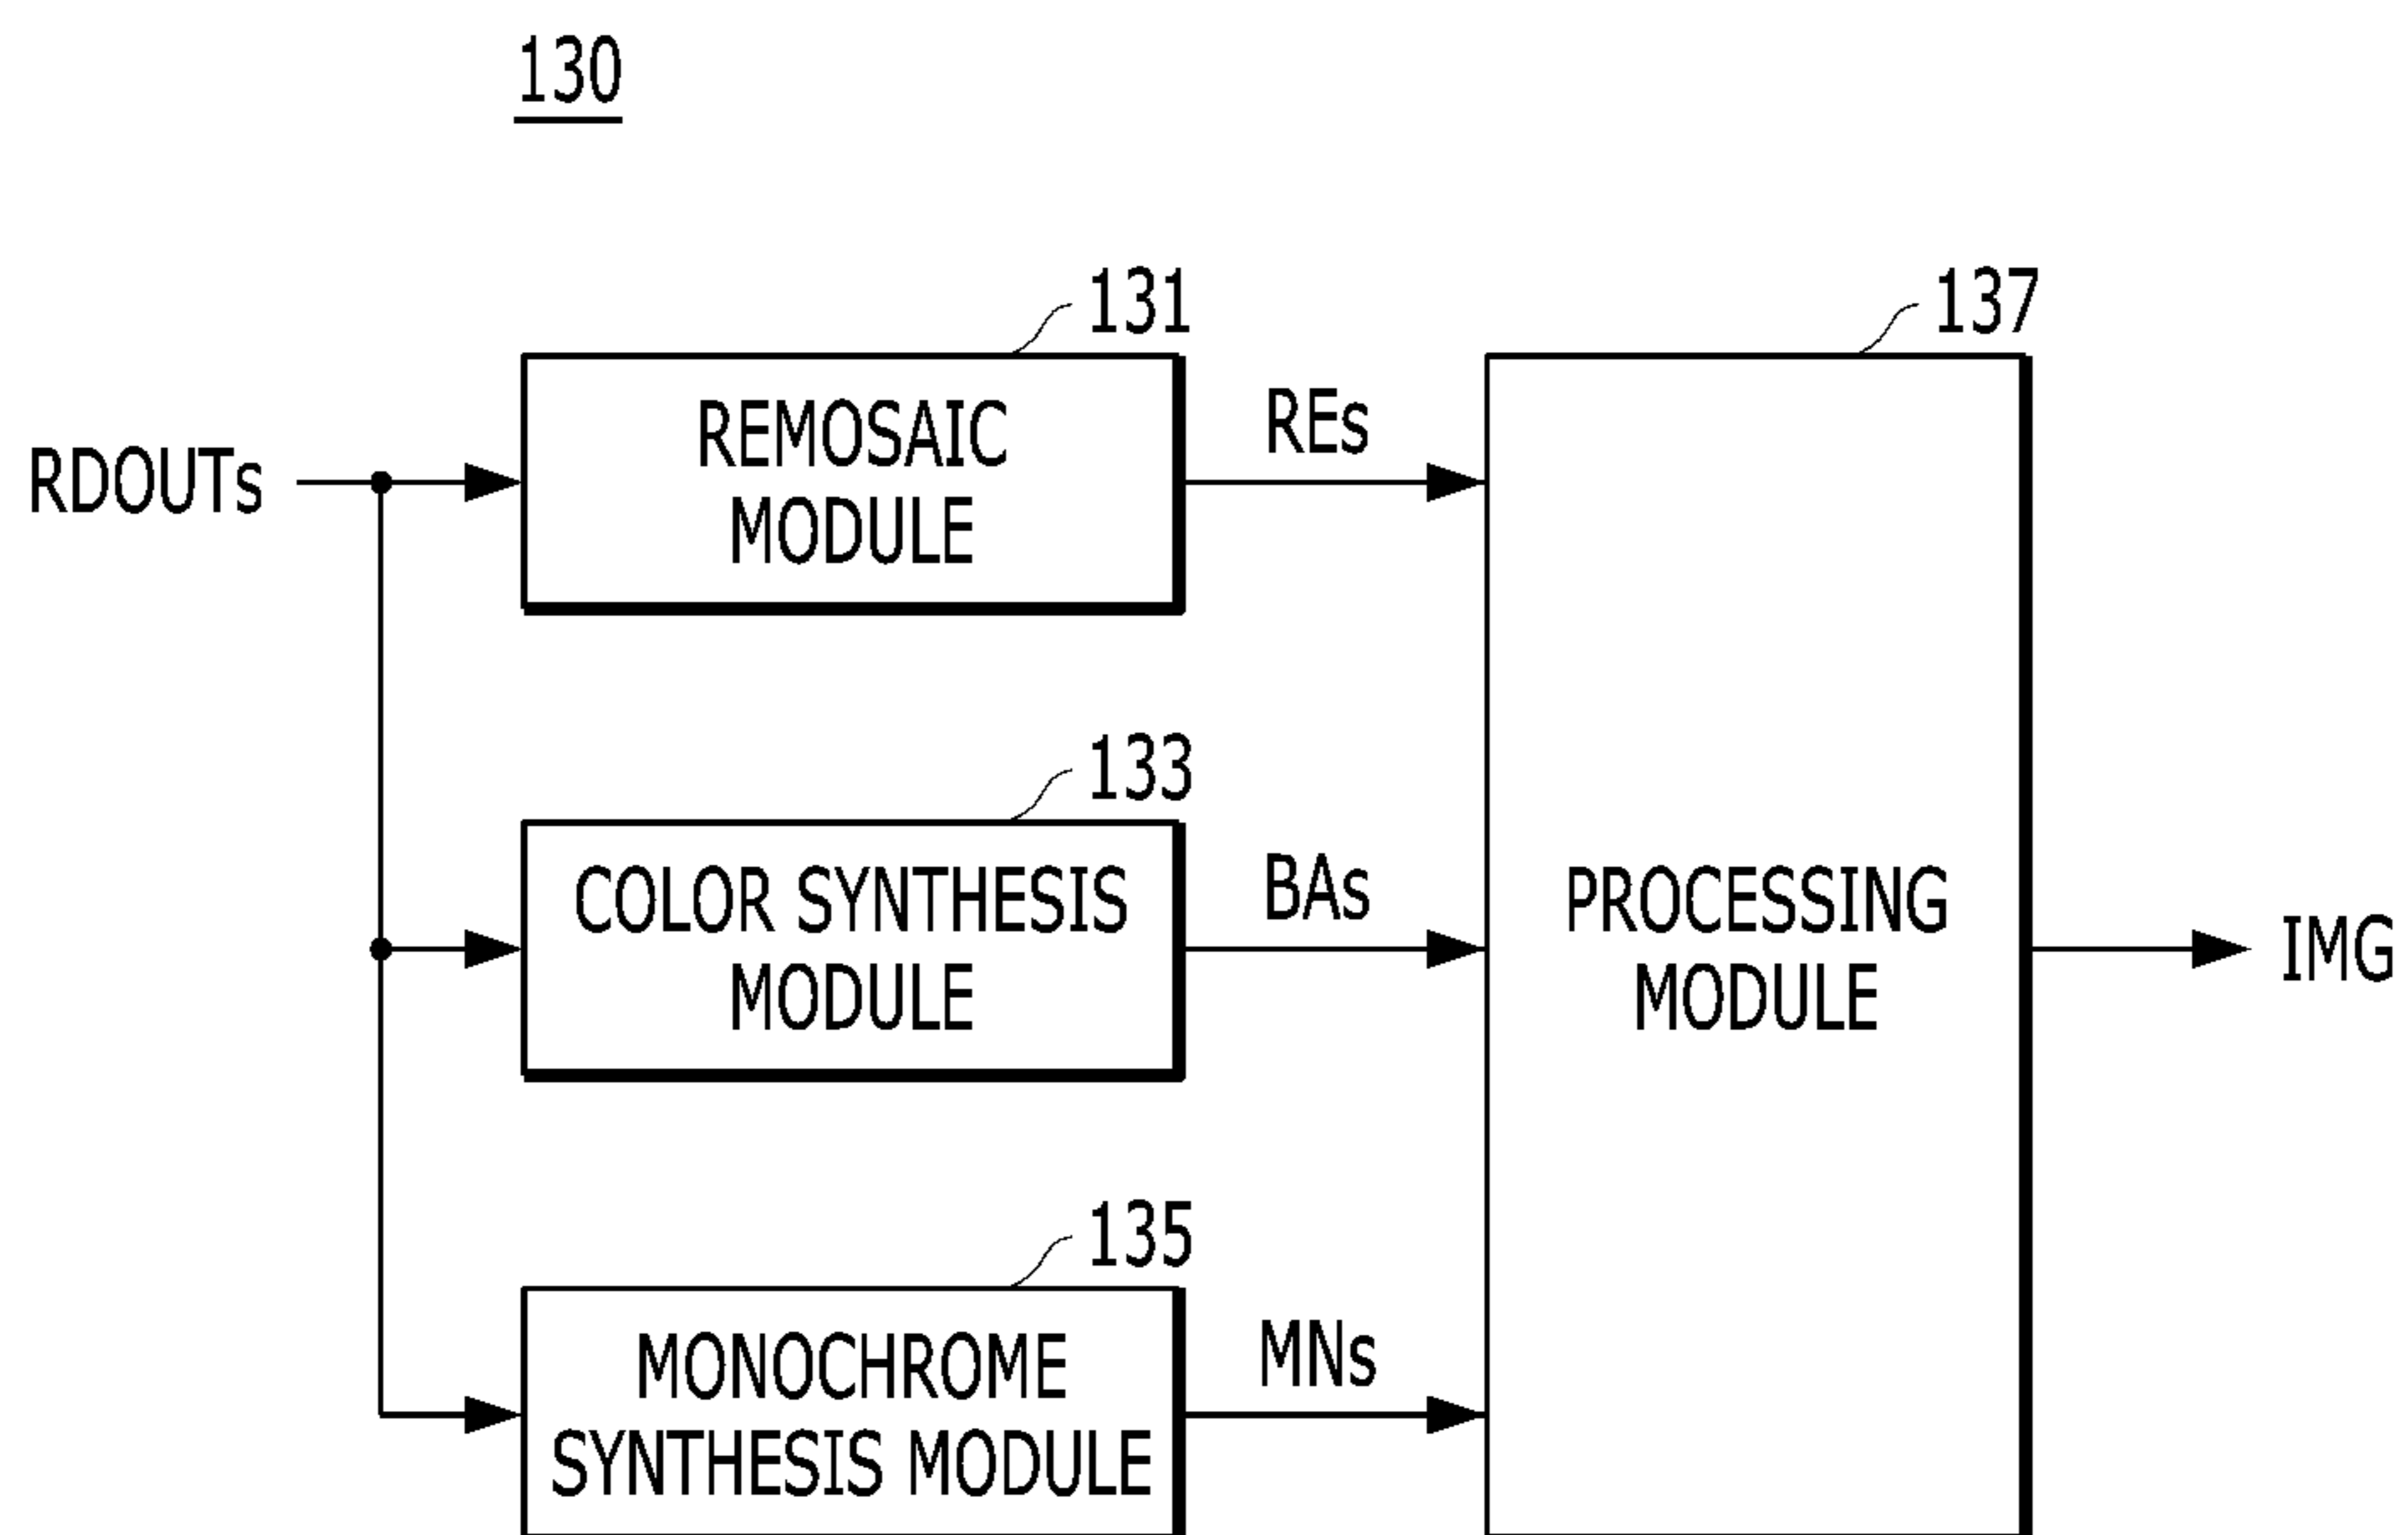 130
131
137
REMOSAIC
MODULE
REs
RDOUTs
133
COLOR SYNTHESIS
MODULE
BAs
PROCESSING
MODULE
IMG
135
MONOCHROME
SYNTHESIS MODULE
MNs